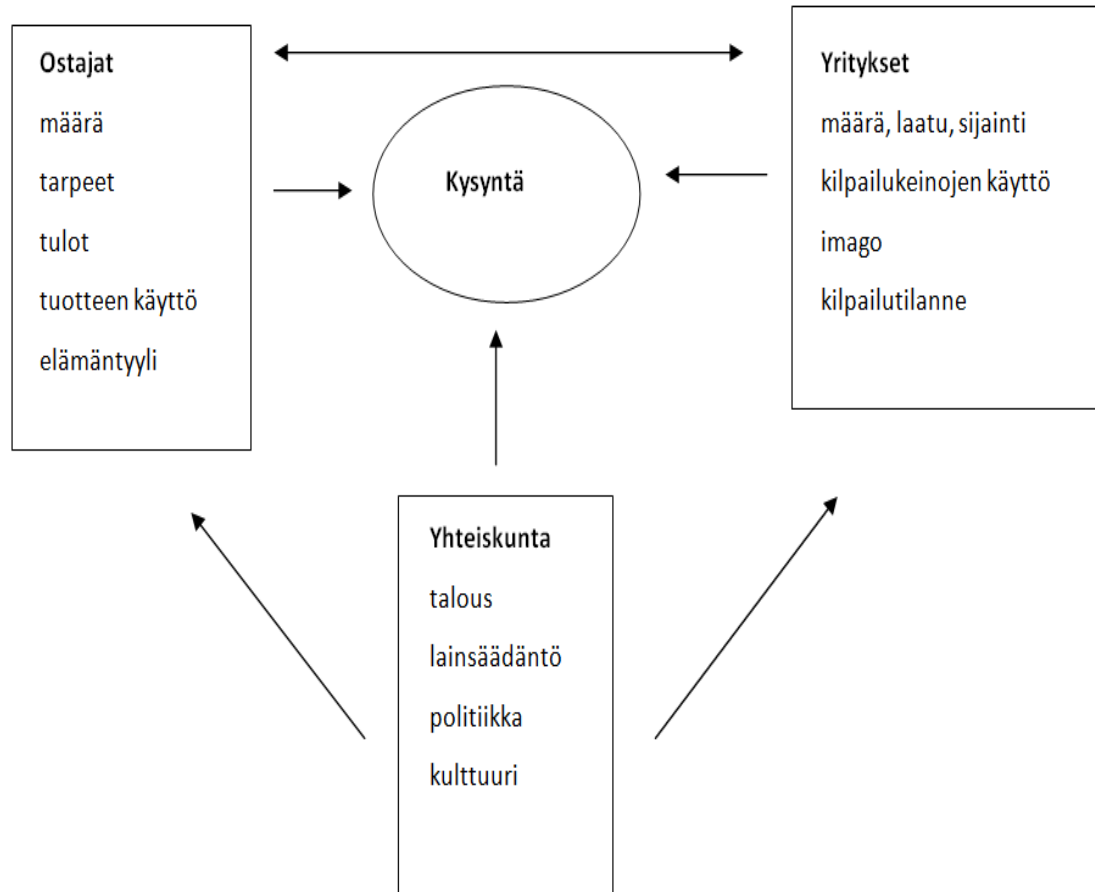 Ostajat
määrä
tarpeet
tulot
tuotteen käyttö
elämäntyyli
Kysyntä
Yritykset
määrä, laatu, sijainti
kilpailukeinojen käyttö
imago
kilpailutilanne
Yhteiskunta
talous
lainsäädäntö
politiikka
kulttuuri